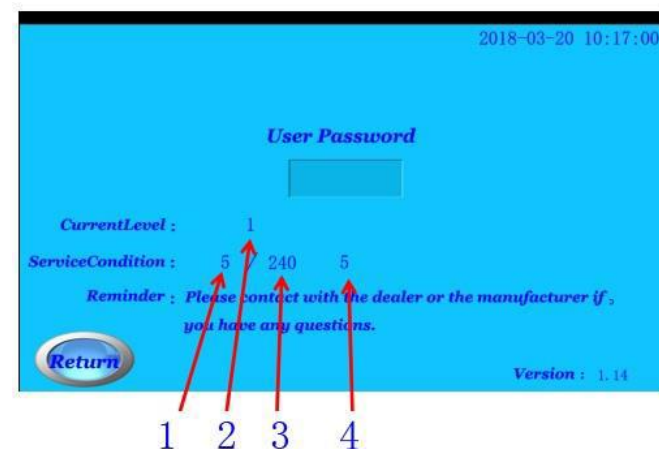 2018-03-20 10:17:00
User Password
CurrentLevel : 1
ServiceCondition : 5 / 240 5
Reminder : Please contact with the dealer or the manufacturer if 。
you have any questions.
Return
Version : 1.14
1 2 3 4